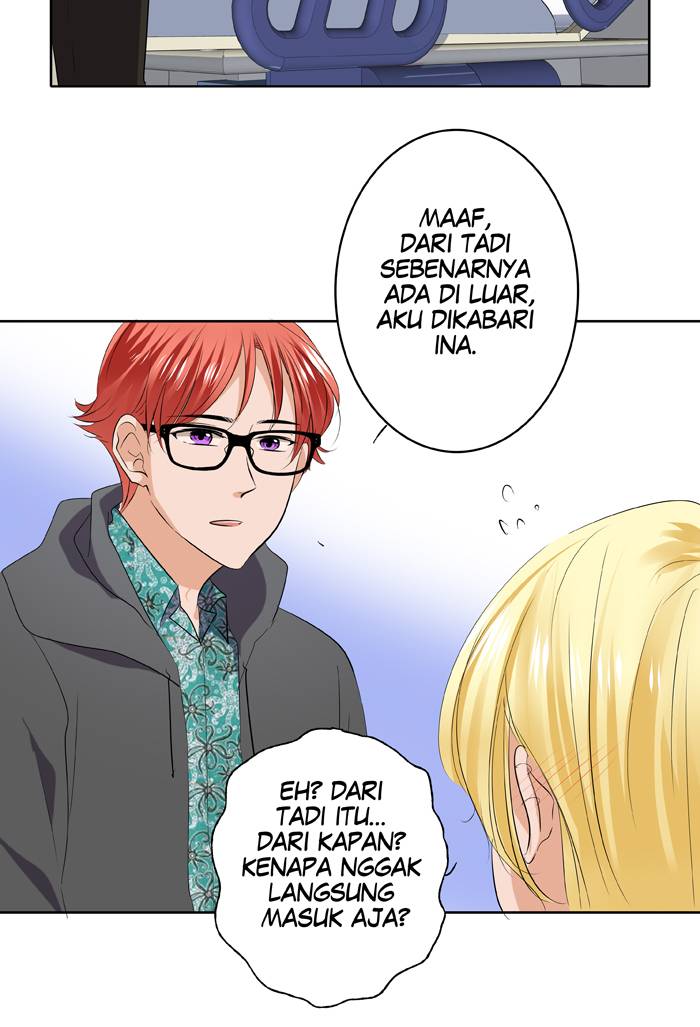 MAAF,
DARI TADI
SEBENARNYA
ADA DI LUAR,
AKU DIKABARI
INA.
EH? DARI
TADI ITU...
DARI KAPAN?
KENAPA NGGAK
LANGSUNG
MASUK AJA?